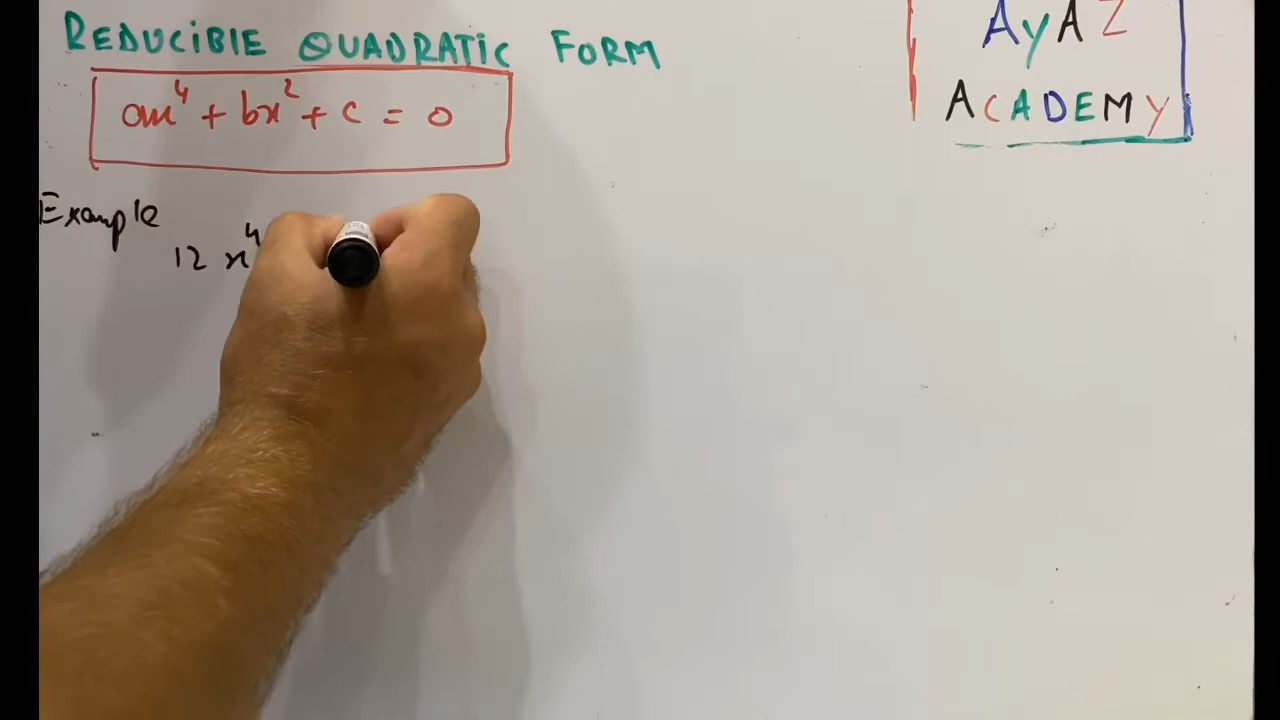 REDUCIBLE QUADRATIC FORM
ax⁴ + bx² + c = 0
Example
12 x⁴
AyAZ
ACADEMy